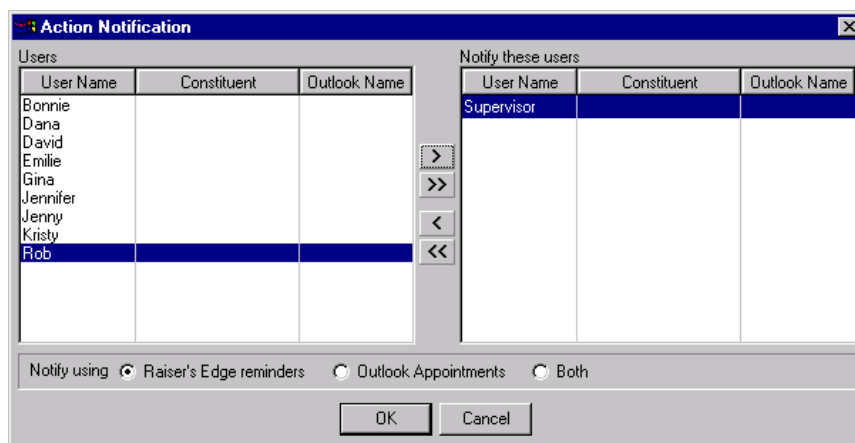 Action Notification
Users
User Name Constituent Outlook Name
Bonnie
Dana
David
Emilie
Gina
Jennifer
Jenny
Kristy
Rob
>
>>
<
<<
Notify these users
User Name Constituent Outlook Name
Supervisor
Notify using Raiser's Edge reminders Outlook Appointments Both
OK Cancel